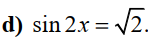 d) sin 2x = √2.